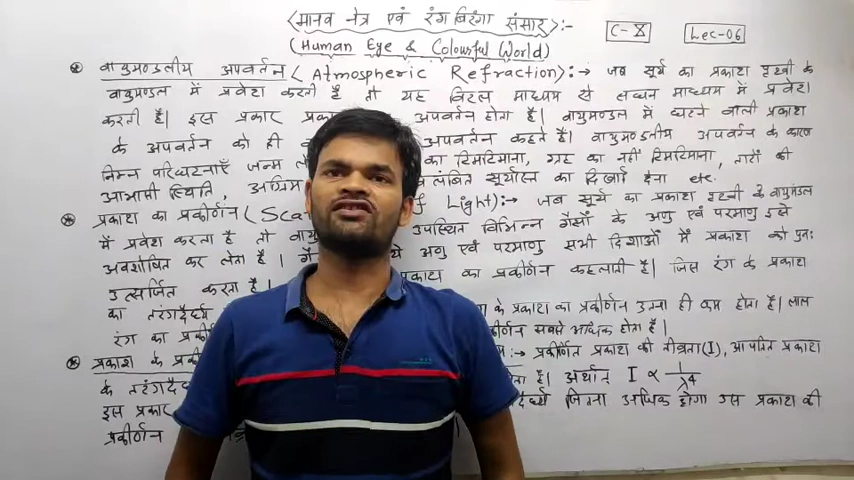 <मानव नेत्र एवं रंग बिरंगा संसार>:-
C-X
Lec-06
(Human Eye & Colourful World)
* वायुमण्डलीय अपवर्तन (Atmospheric Refraction):→ जब सूर्य का प्रकाश पृथ्वी के
वायुमण्डल में प्रवेश करती है तो यह विरल माध्यम से सघन माध्यम में प्रवेश
करती है। इस प्रकार अपवर्तन होता है। वायुमण्डल में घटने वाली प्रकाश
के अपवर्तन को ही अपवर्तन कहते है। वायुमण्डलीय अपवर्तन के कारण
निम्न परिघटनाएँ जन्म का टिमटिमाना, ग्रह का नहीं टिमटिमाना, तारों की
आभासी स्थिति, अग्रिम विलंबित सूर्यास्त का दिखाई देना etc.
* प्रकाश का प्रकीर्णन (Sca of Light):→ जब सूर्य का प्रकाश पृथ्वी के वायुमंडल
में प्रवेश करता है तो उपस्थित विभिन्न गैसों के अणु एवं परमाणु इसे
अवशोषित कर लेता है। ये अणु एवं परमाणु सभी दिशाओं में प्रकाश को पुनः
उत्सर्जित करता है। प्रकाश का प्रकीर्णन कहलाती है। जिस रंग के प्रकाश
का तरंगदैर्ध्य के प्रकाश का प्रकीर्णन उतना ही कम होता है। लाल
रंग का प्रकीर्णन सबसे अधिक होता है।
* प्रकाश के :→ प्रकीर्णित प्रकाश की तीव्रता(I), आपतित प्रकाश
के तरंगदैर्ध्य होता है। अर्थात् I ∝ 1/λ4
इस प्रकार तरंगदैर्ध्य जितना अधिक होगा उस प्रकाश की
प्रकीर्णन